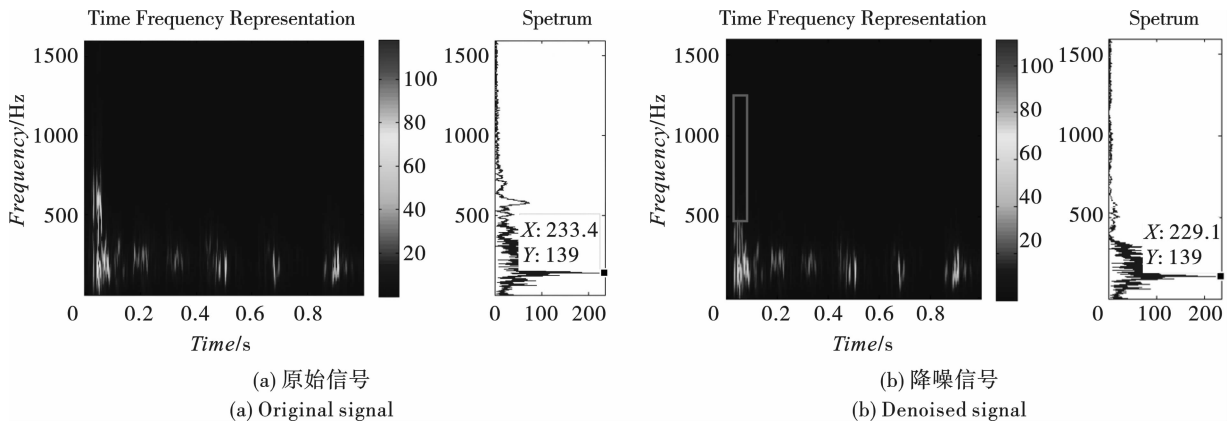 Time Frequency Representation
Spetrum
1500
1000
500
0
Frequency/Hz
0.2 0.4 0.6 0.8
Time/s
100
80
60
40
20
1500
1000
500
X: 233.4
Y: 139
0 100 200
(a) 原始信号
(a) Original signal
Time Frequency Representation
Spetrum
1500
1000
500
0
Frequency/Hz
0.2 0.4 0.6 0.8
Time/s
100
80
60
40
20
1500
1000
500
X: 229.1
Y: 139
0 100 200
(b) 降噪信号
(b) Denoised signal